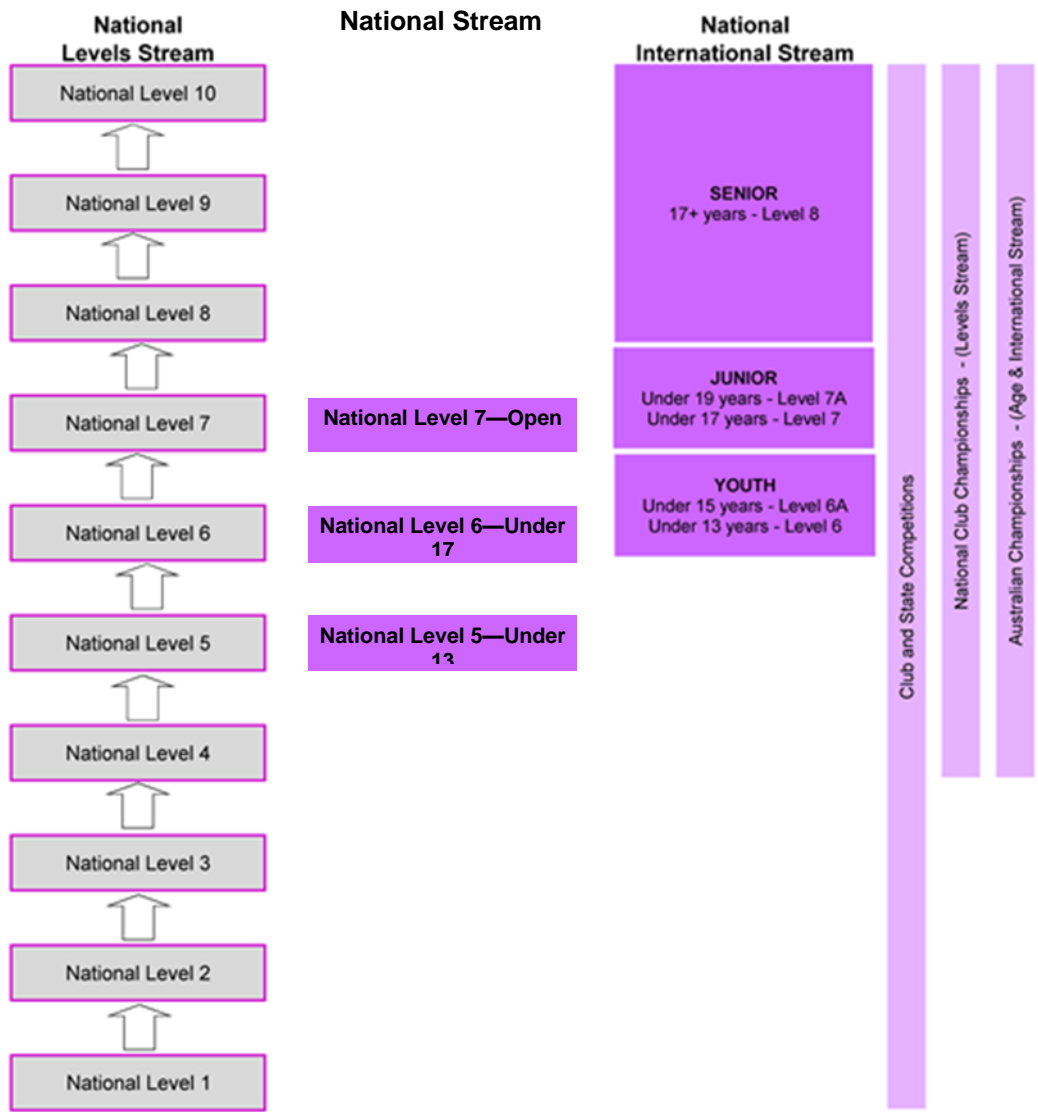 National
Levels Stream
National Level 10
National Level 9
National Level 8
National Level 7
National Level 6
National Level 5
National Level 4
National Level 3
National Level 2
National Level 1
National Stream
National Level 7—Open
National Level 6—Under
17
National Level 5—Under
13
National
International Stream
SENIOR
17+ years - Level 8
JUNIOR
Under 19 years - Level 7A
Under 17 years - Level 7
YOUTH
Under 15 years - Level 6A
Under 13 years - Level 6
Club and State Competitions
National Club Championships - (Levels Stream)
Australian Championships - (Age & International Stream)